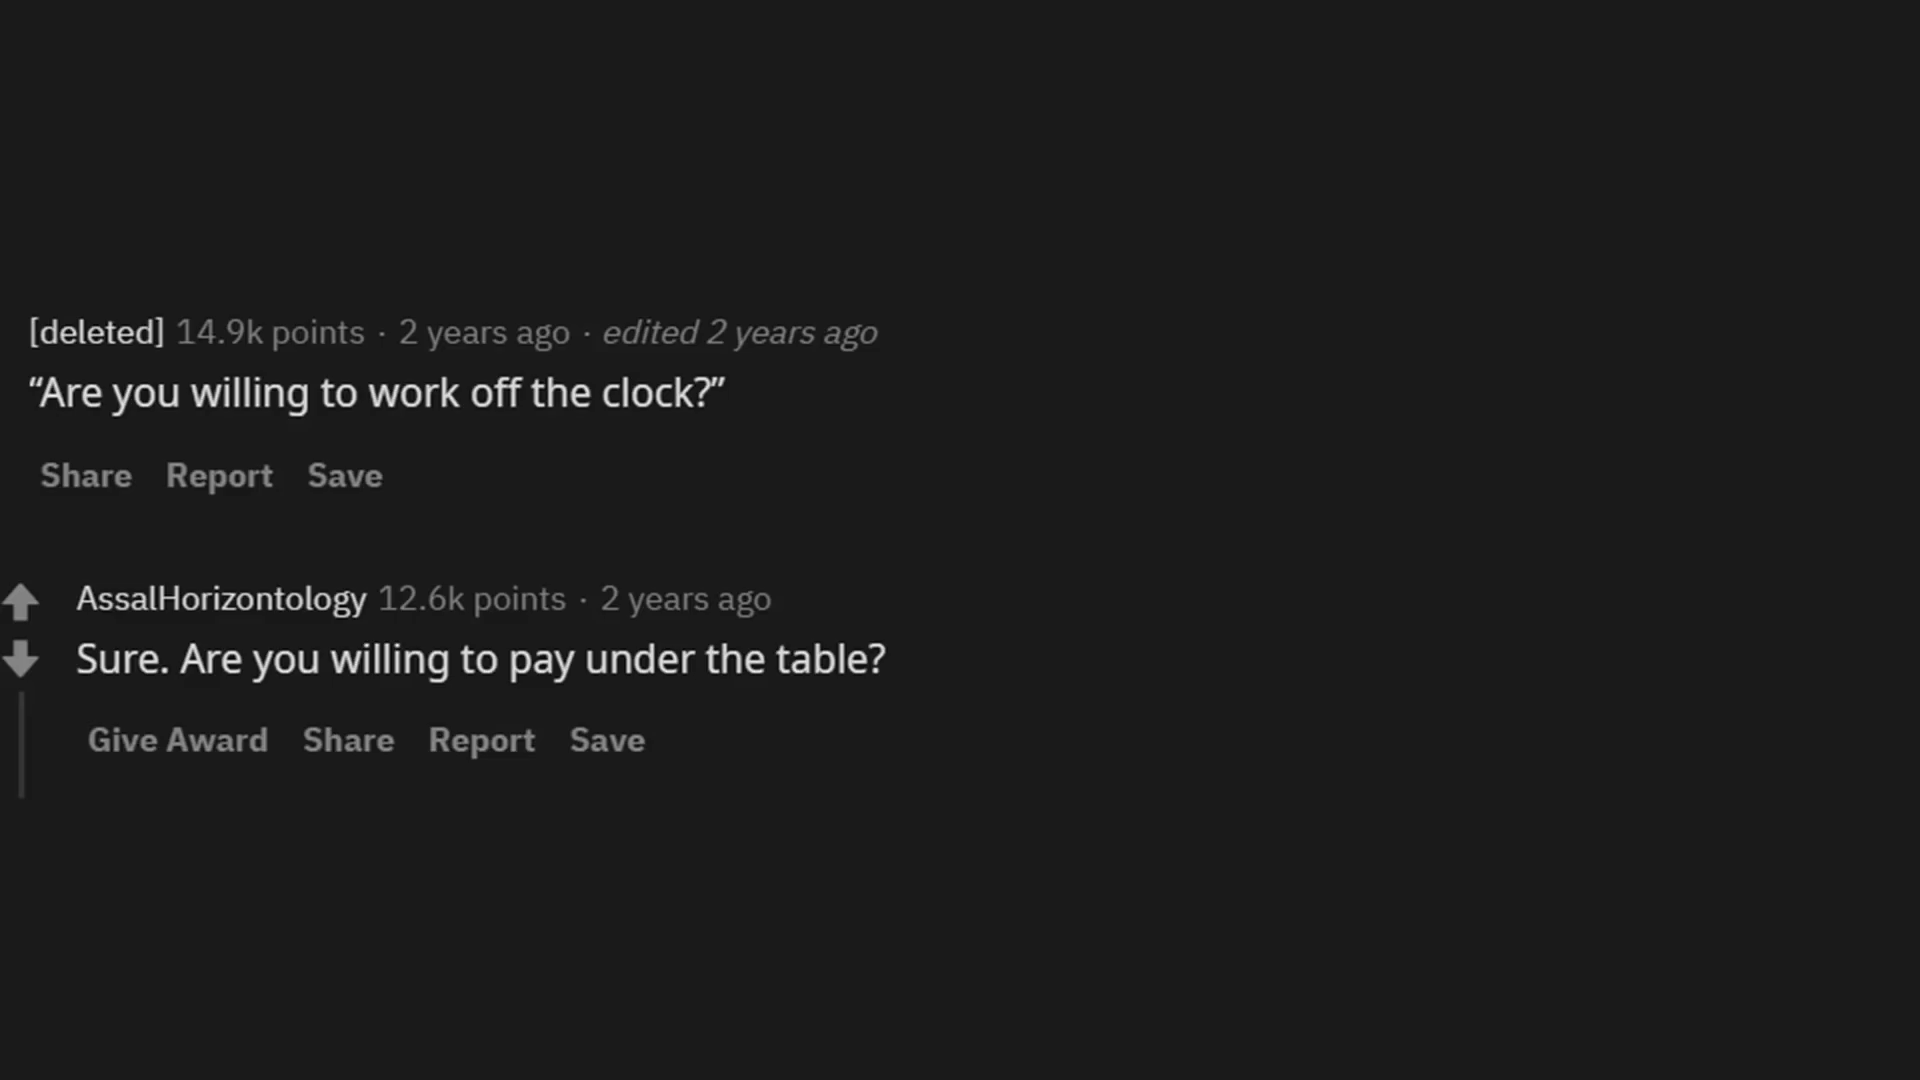 [deleted] 14.9k points · 2 years ago · edited 2 years ago
“Are you willing to work off the clock?”
Share Report Save
AssalHorizontology 12.6k points · 2 years ago
Sure. Are you willing to pay under the table?
Give Award Share Report Save